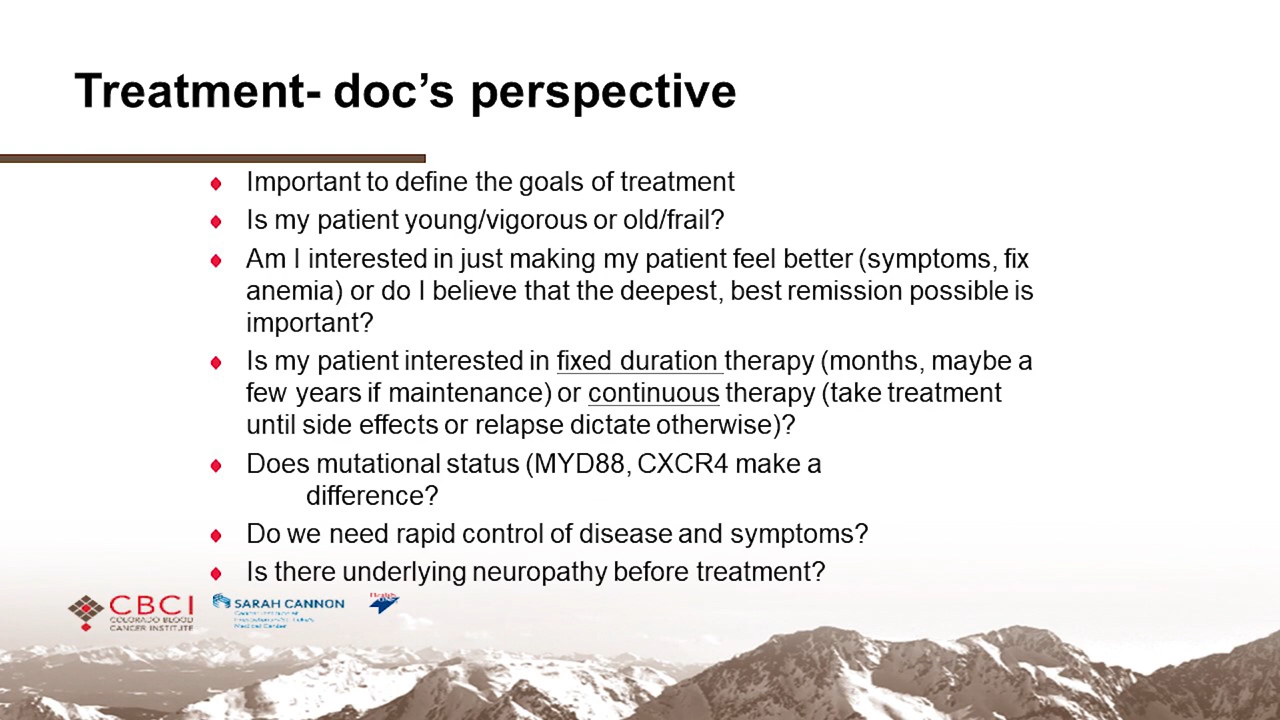 Treatment- doc’s perspective
Important to define the goals of treatment
Is my patient young/vigorous or old/frail?
Am I interested in just making my patient feel better (symptoms, fix
anemia) or do I believe that the deepest, best remission possible is
important?
Is my patient interested in fixed duration therapy (months, maybe a
few years if maintenance) or continuous therapy (take treatment
until side effects or relapse dictate otherwise)?
Does mutational status (MYD88, CXCR4 make a
difference?
Do we need rapid control of disease and symptoms?
Is there underlying neuropathy before treatment?
CBCI
COLORADO BLOOD
CANCER INSTITUTE
SARAH CANNON
Cancer Institute at
Medical Center